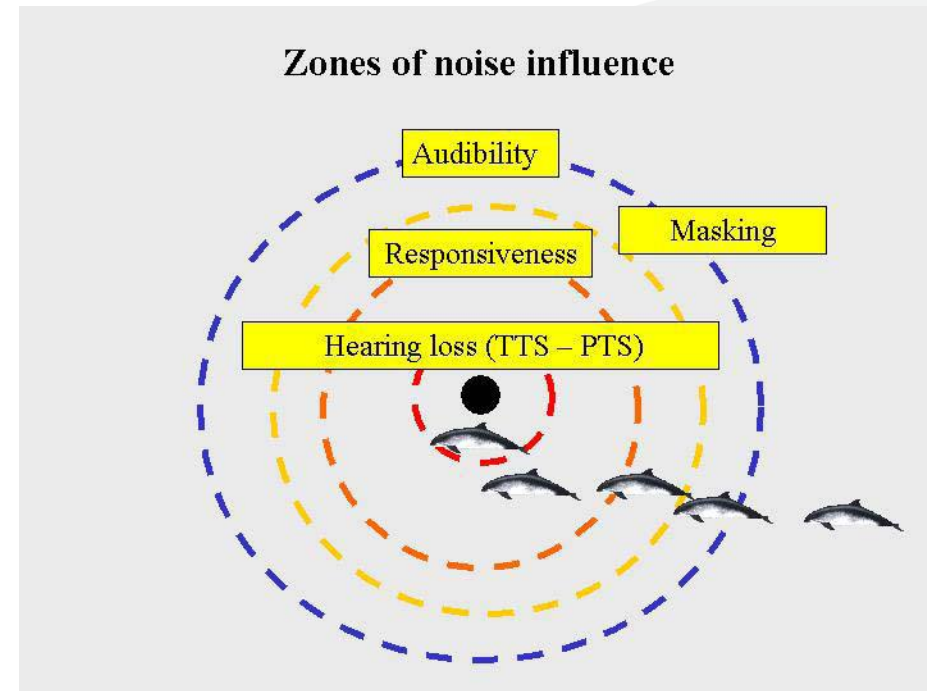 Zones of noise influence
Audibility
Masking
Responsiveness
Hearing loss (TTS – PTS)